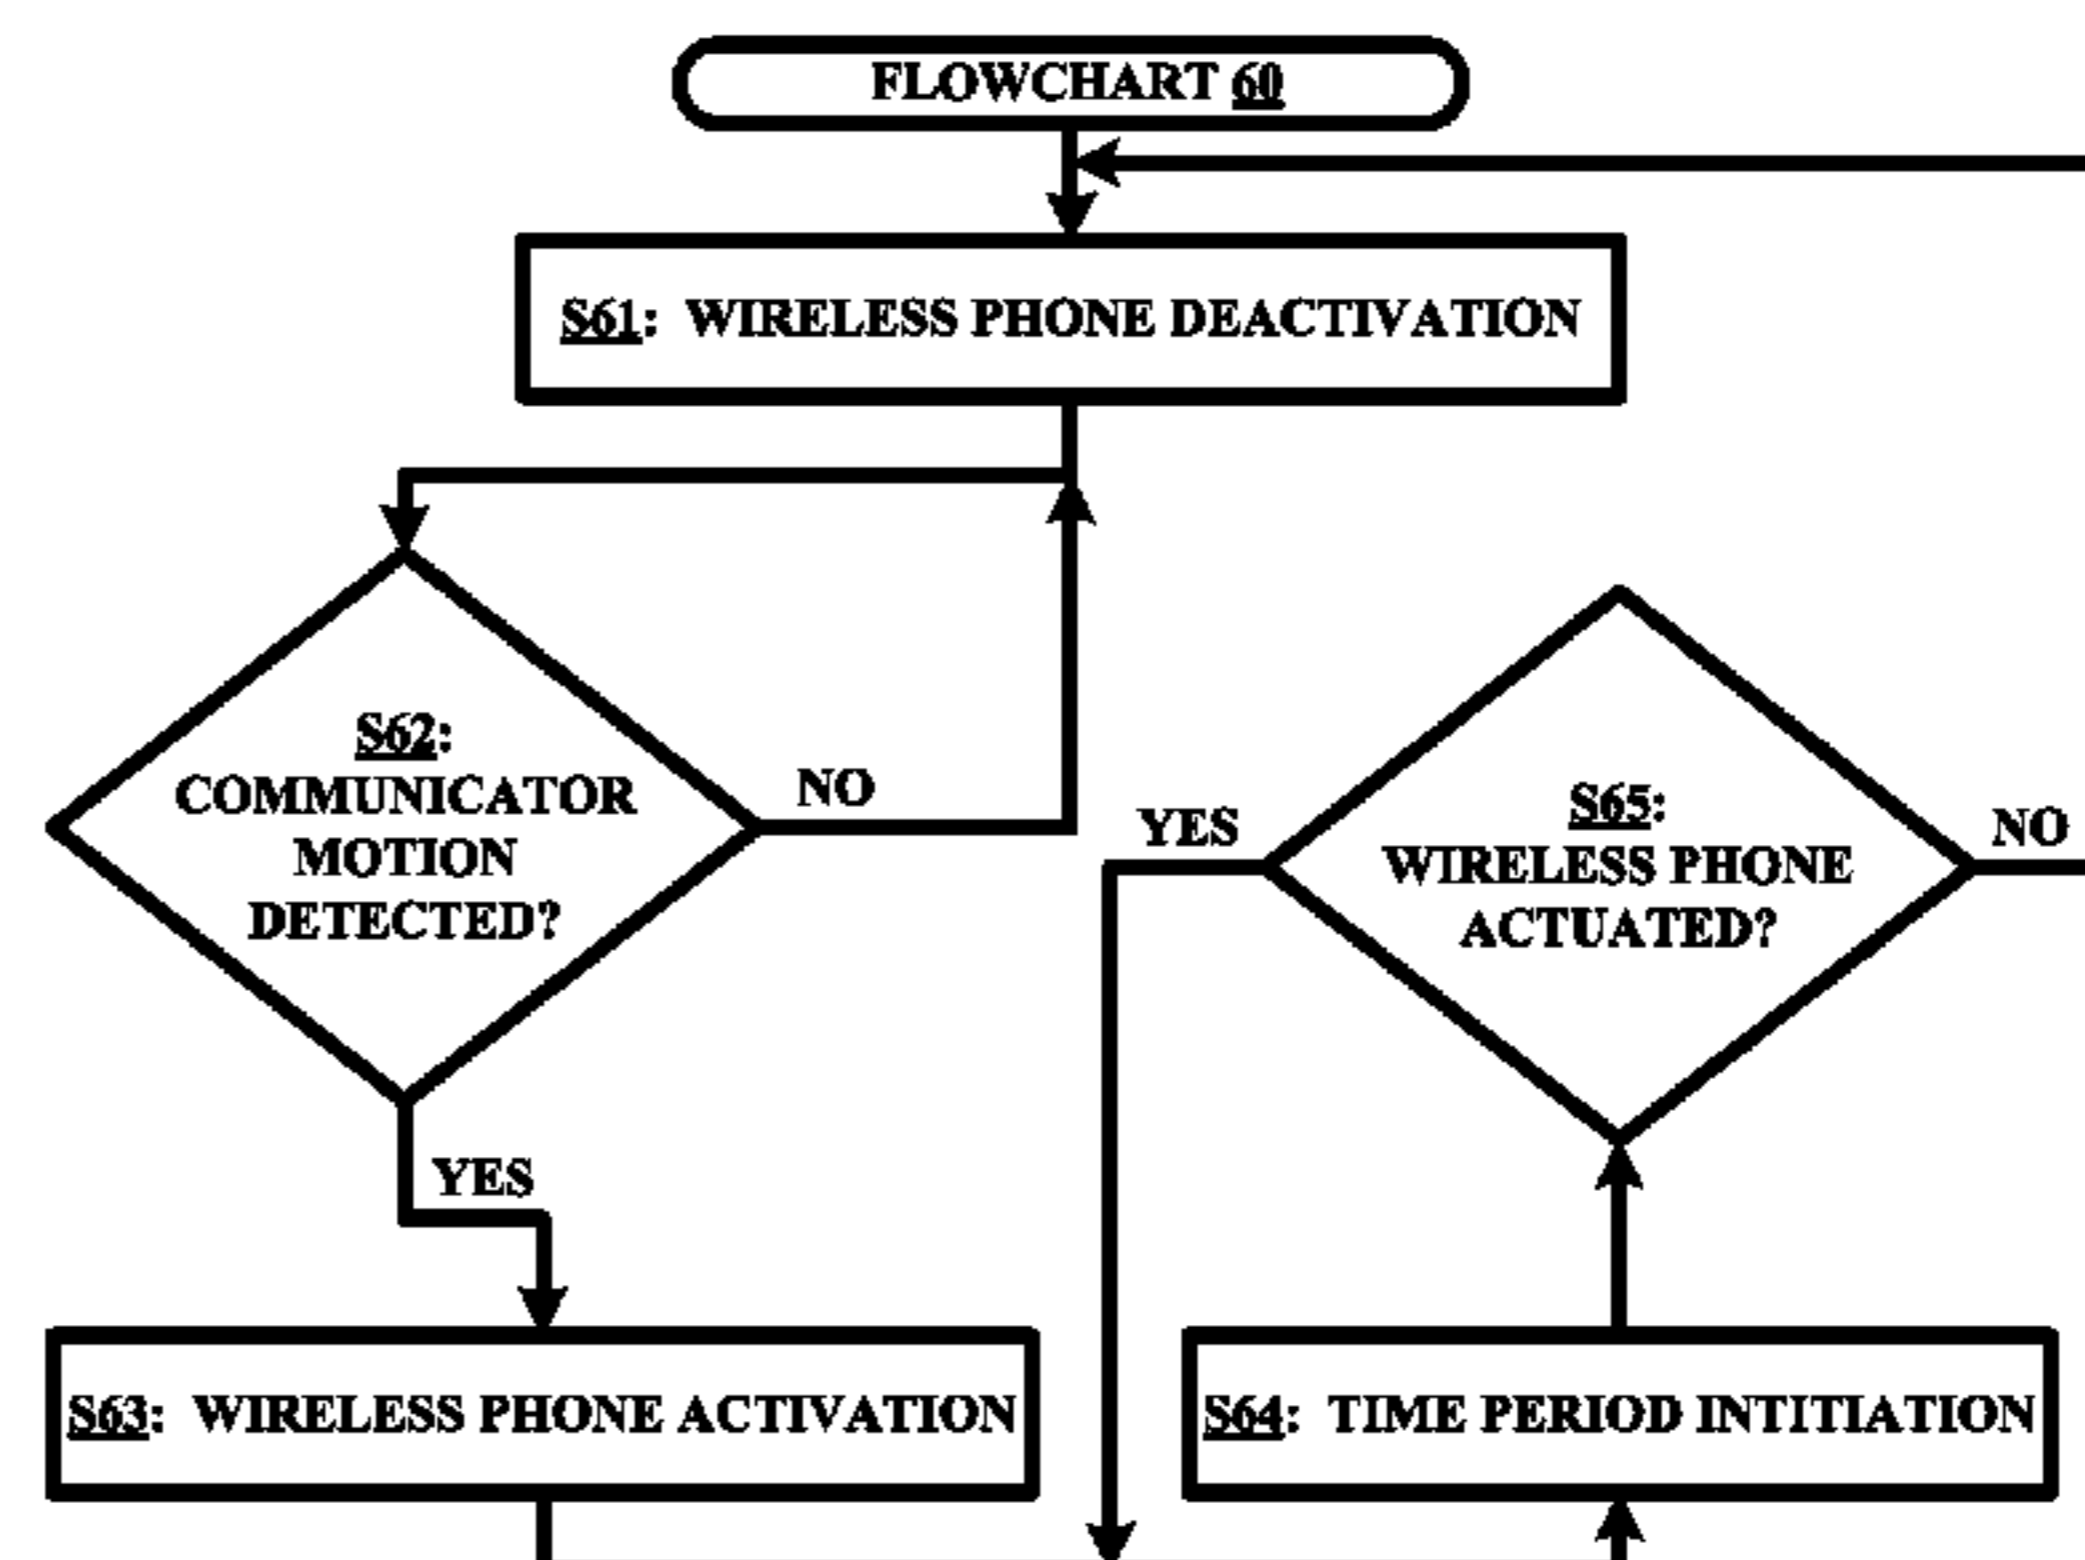 FLOWCHART 60
S61: WIRELESS PHONE DEACTIVATION
S62:
COMMUNICATOR
MOTION
DETECTED?
NO
YES
S63: WIRELESS PHONE ACTIVATION
YES
S65:
WIRELESS PHONE
ACTUATED?
NO
S64: TIME PERIOD INTITIATION